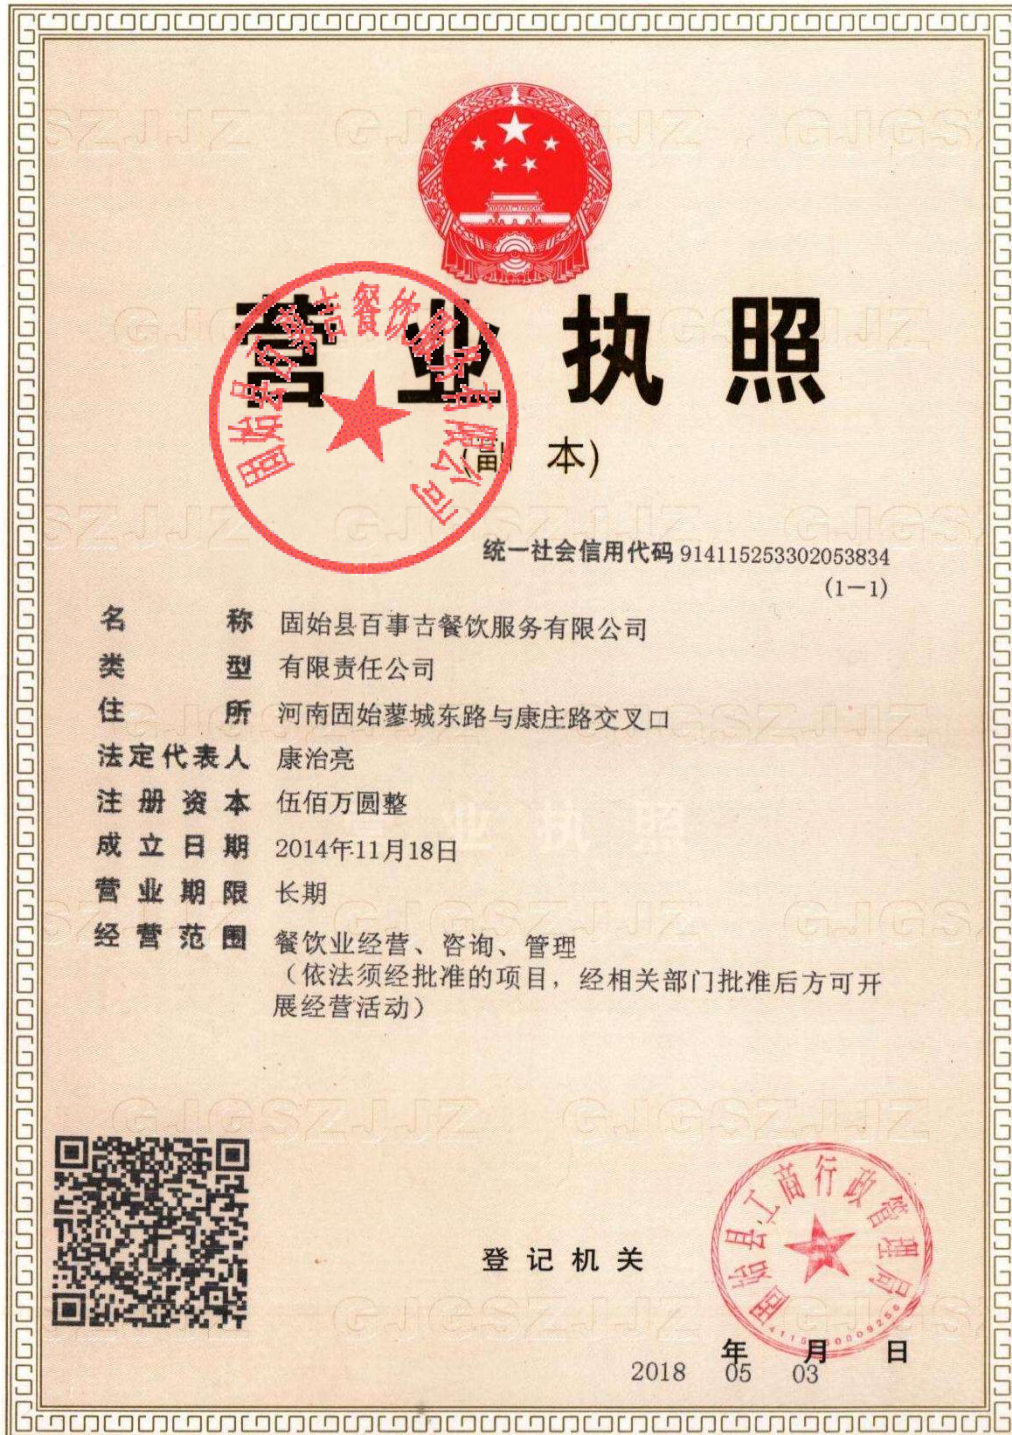 营业执照
(副 本)
固始县百事吉餐饮服务有限公司
统一社会信用代码 914115253302053834
(1-1)
名称 固始县百事吉餐饮服务有限公司
类型 有限责任公司
住所 河南固始蓼城东路与康庄路交叉口
法定代表人 康治亮
注册资本 伍佰万圆整
成立日期 2014年11月18日
营业期限 长期
经营范围 餐饮业经营、咨询、管理
（依法须经批准的项目，经相关部门批准后方可开
展经营活动）
登记机关
固始县工商行政管理局
年 月 日
2018 05 03